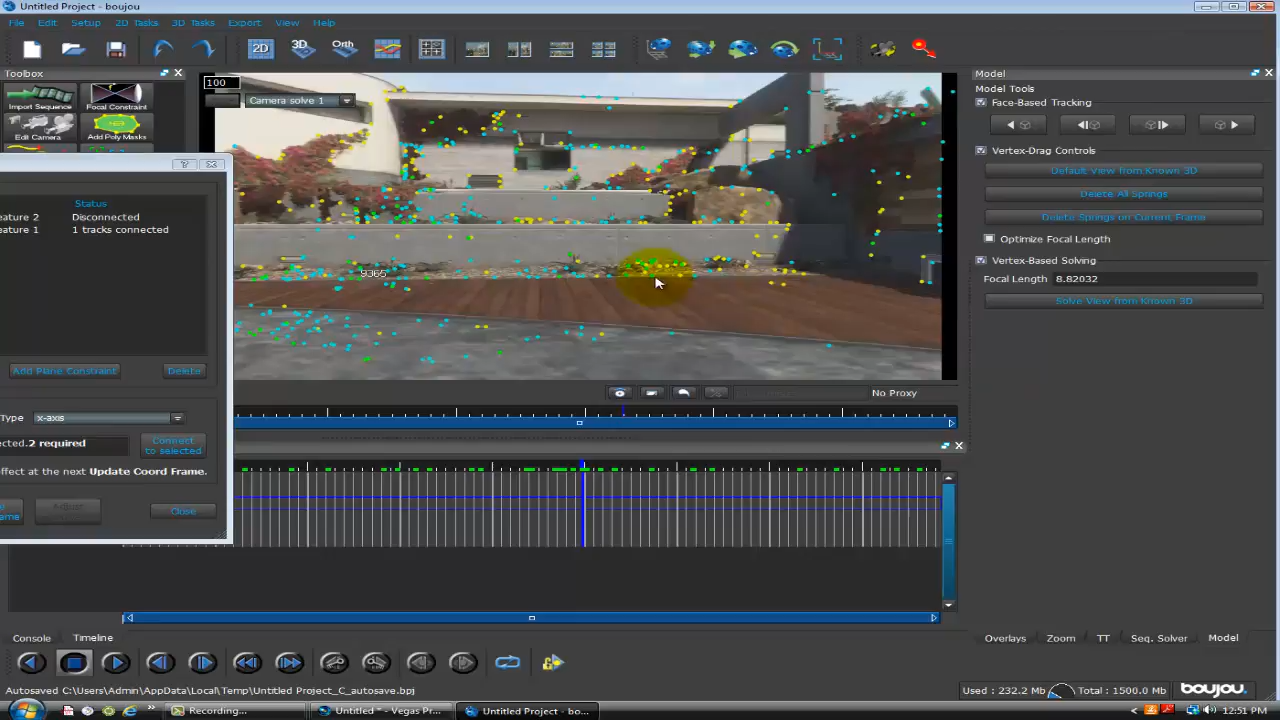 Untitled Project - boujou
File Edit Setup 2D Tasks 3D Tasks Export View Help
2D 3D Orth
Toolbox
Import Sequence Focal Constraint
Edit Camera Add Poly Masks
100
Camera solve 1
9365
Status
eature 2 Disconnected
eature 1 1 tracks connected
Add Plane Constraint Delete
Type x-axis
ected.2 required Connect to selected
ffect at the next Update Coord Frame.
ame Close
No Proxy
Model
Model Tools
Face-Based Tracking
Vertex-Drag Controls
Default View from Known 3D
Delete All Springs
Delete Springs on Current Frame
Optimize Focal Length
Vertex-Based Solving
Focal Length 8.82032
Solve View from Known 3D
Console Timeline
Overlays Zoom TT Seq. Solver Model
Autosaved C:\Users\Admin\AppData\Local\Temp\Untitled Project_C_autosave.bpj
Used : 232.2 Mb Total : 1500.0 Mb boujou
Recording... Untitled * - Vegas Pr... Untitled Project - bo... 12:51 PM